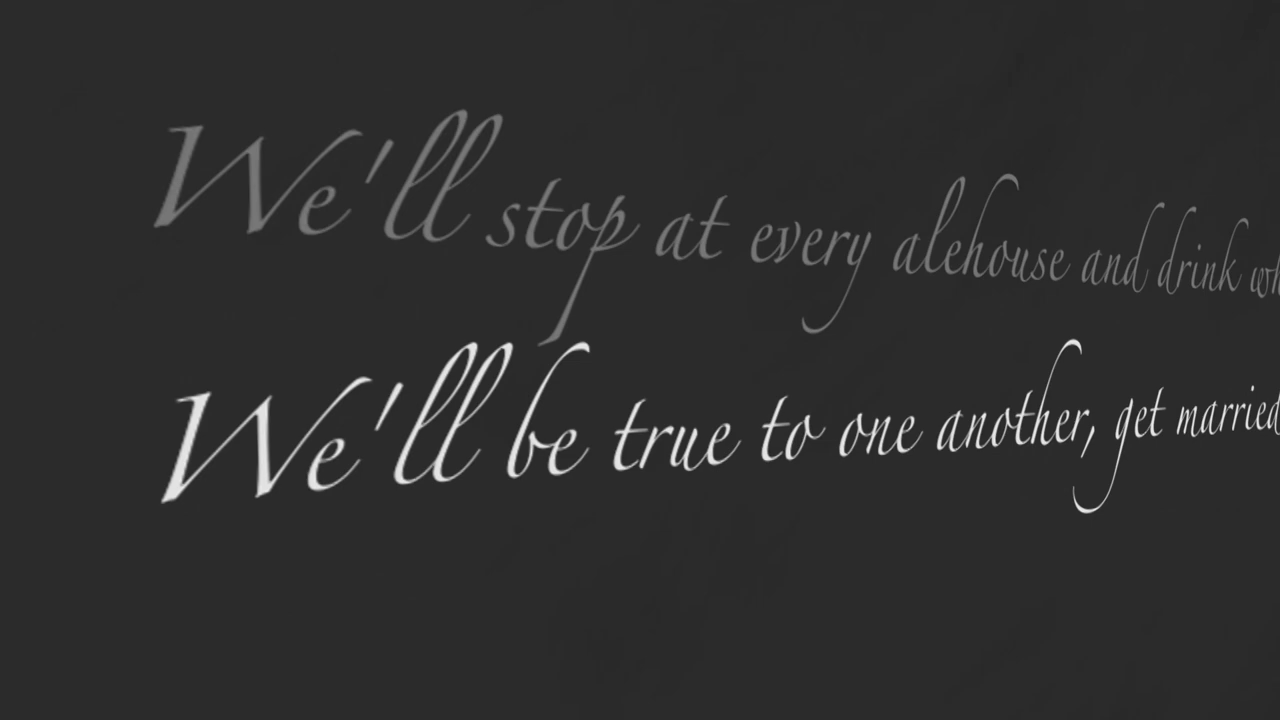 We'll stop at every alehouse and drink
We'll be true to one another, get married